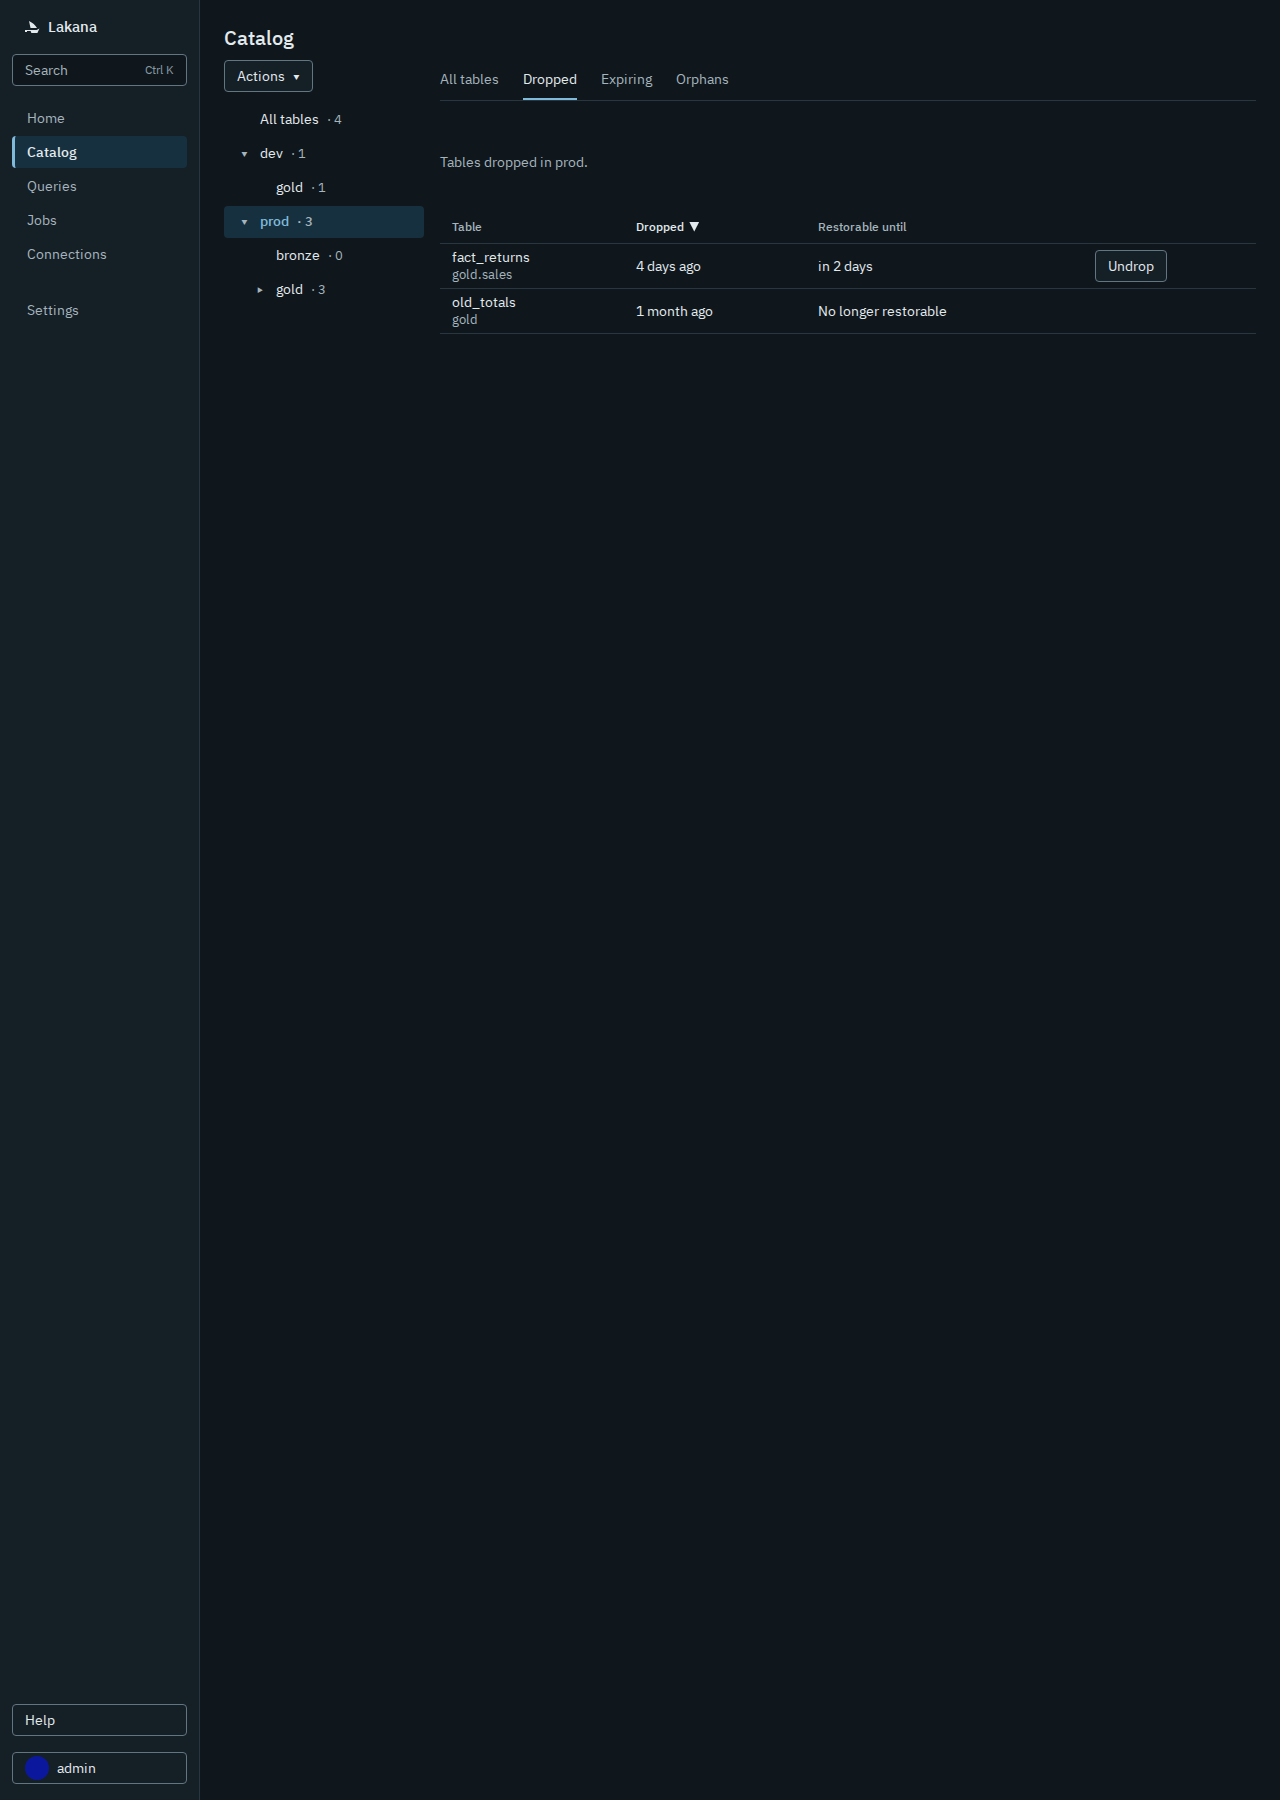 Lakana
Search Ctrl K
Home
Catalog
Queries
Jobs
Connections
Settings
Help
admin
Catalog
Actions ▾
All tables · 4
▾ dev · 1
gold · 1
▾ prod · 3
bronze · 0
▸ gold · 3
All tables Dropped Expiring Orphans
Tables dropped in prod.
Table Dropped ▼ Restorable until
fact_returns
gold.sales
4 days ago in 2 days Undrop
old_totals
gold
1 month ago No longer restorable